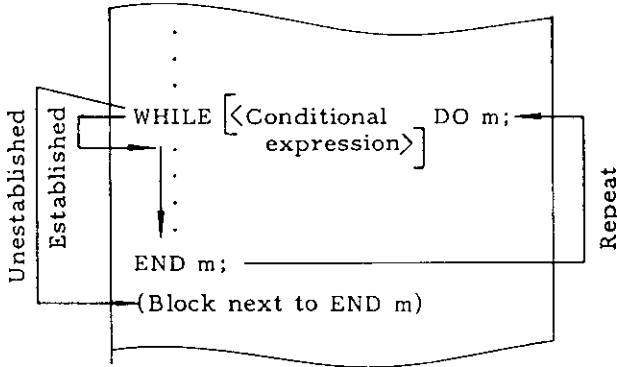 WHILE [<Conditional expression>] DO m;
END m;
(Block next to END m)
Unestablished
Established
Repeat